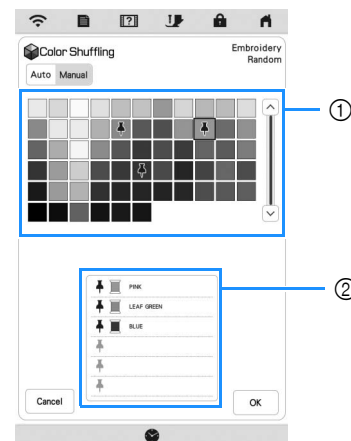 Color Shuffling
Embroidery
Random
Auto Manual
①
②
PINK
LEAF GREEN
BLUE
Cancel
OK